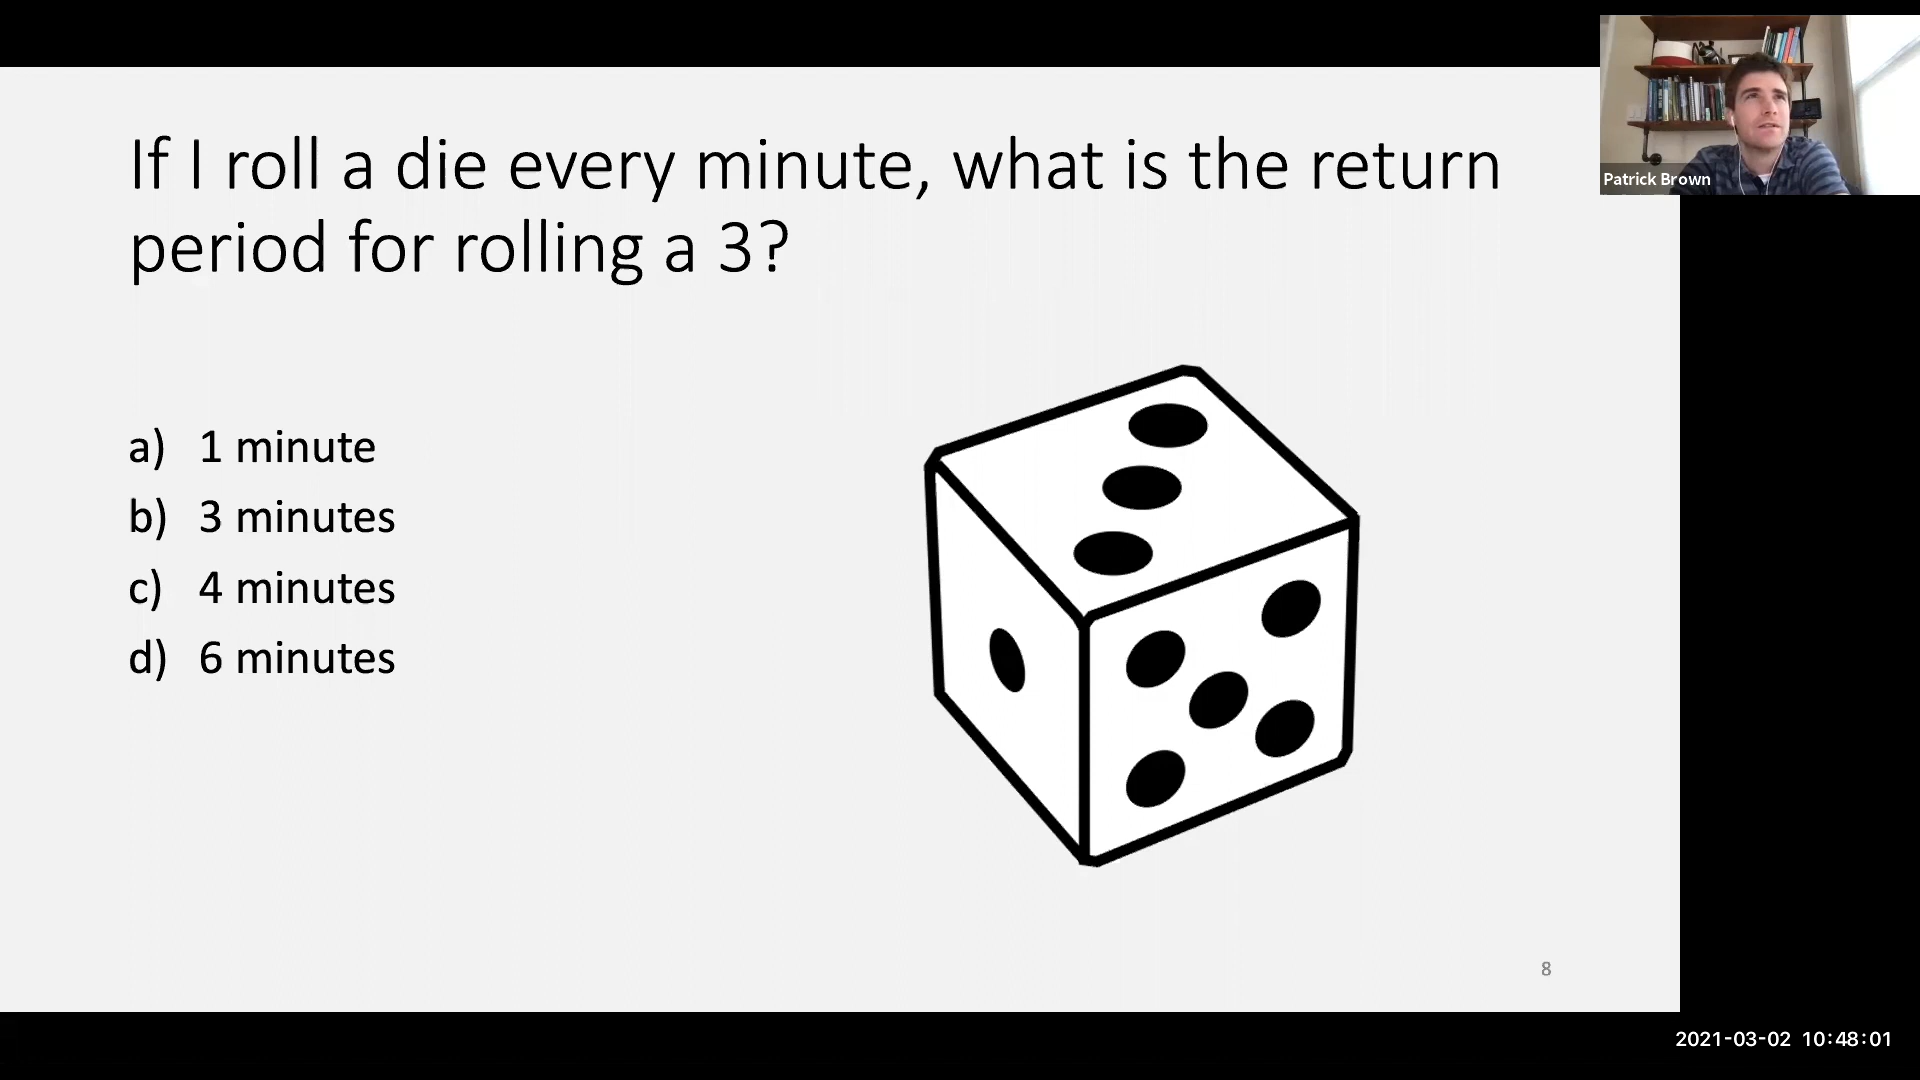 If I roll a die every minute, what is the return
period for rolling a 3?
a) 1 minute
b) 3 minutes
c) 4 minutes
d) 6 minutes
Patrick Brown
8
2021-03-02 10:48:01